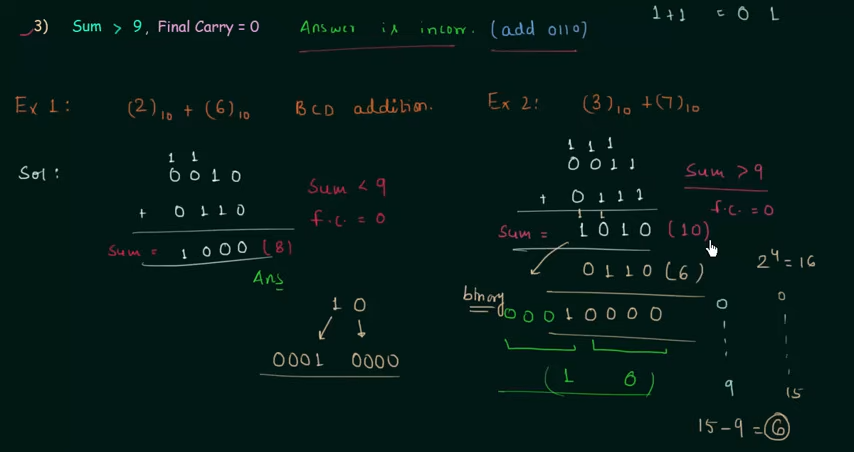 1+1 = 0 1
3) Sum > 9, Final Carry = 0 Answer is incorr. (add 0110)
Ex 1: (2)10 + (6)10 BCD addition.
Ex 2: (3)10 + (7)10
Sol:
1 1
0 0 1 0
+ 0 1 1 0
Sum = 1 0 0 0 (8)
Ans
Sum < 9
f.c. = 0
1 0
0001 0000
1 1 1
0 0 1 1
+ 0 1 1 1
1 1
Sum = 1 0 1 0 (10)
0 1 1 0 (6)
binary
0 0 0 1 0 0 0 0
(1 0)
Sum > 9
f.c. = 0
2⁴ = 16
0 0
9 15
15 - 9 = 6